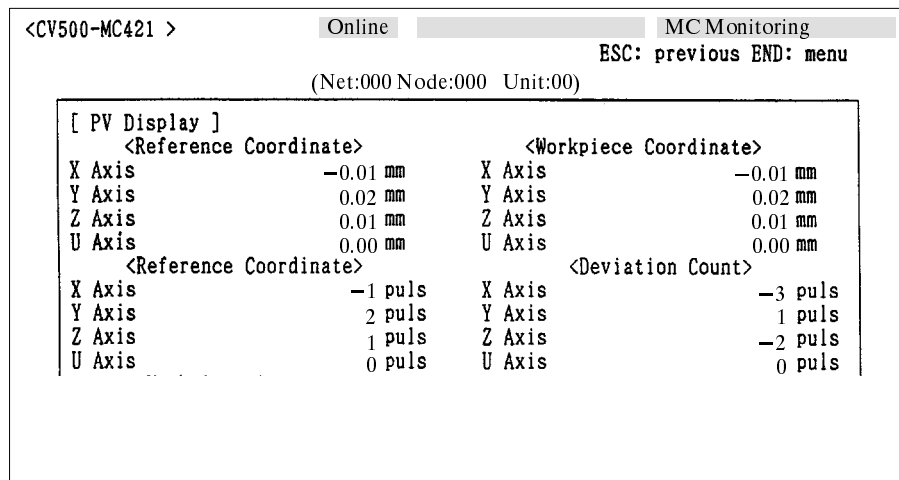 <CV500-MC421 > Online MC Monitoring
ESC: previous END: menu
(Net:000 Node:000 Unit:00)
[ PV Display ]
<Reference Coordinate> <Workpiece Coordinate>
X Axis −0.01 mm X Axis −0.01 mm
Y Axis 0.02 mm Y Axis 0.02 mm
Z Axis 0.01 mm Z Axis 0.01 mm
U Axis 0.00 mm U Axis 0.00 mm
<Reference Coordinate> <Deviation Count>
X Axis −1 puls X Axis −3 puls
Y Axis 2 puls Y Axis 1 puls
Z Axis 1 puls Z Axis −2 puls
U Axis 0 puls U Axis 0 puls